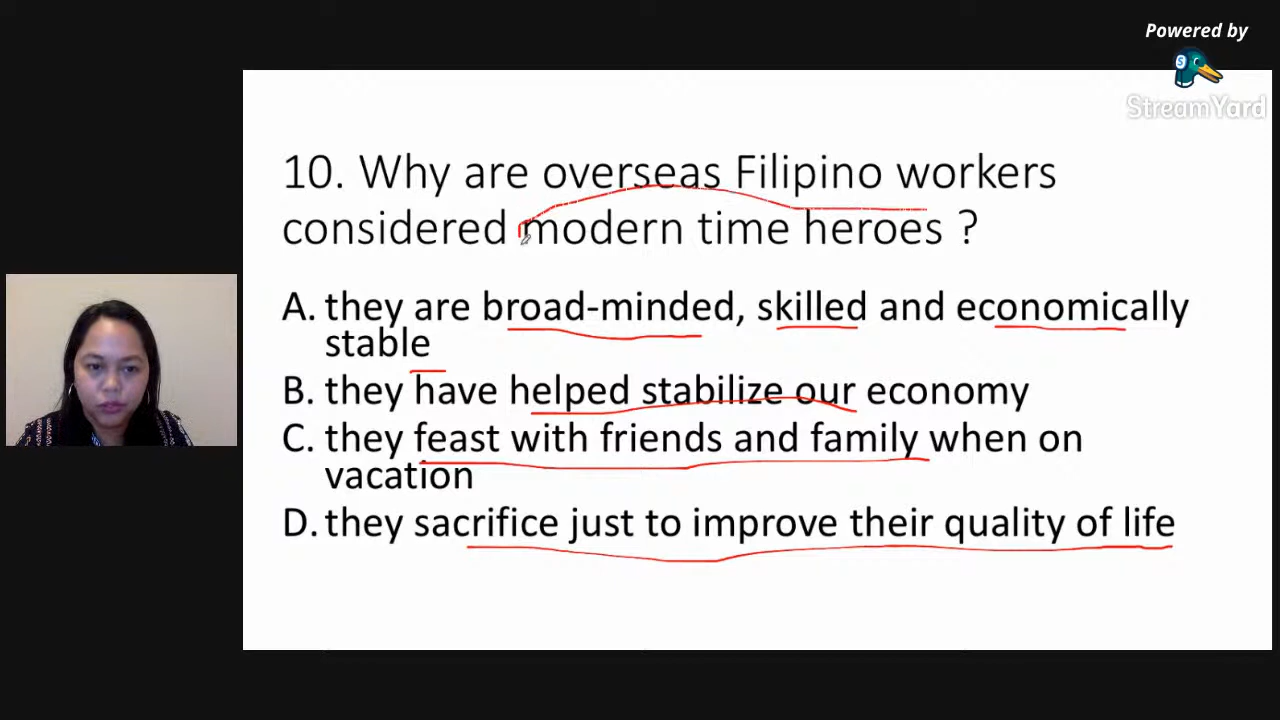 Powered by
StreamYard
10. Why are overseas Filipino workers
considered modern time heroes ?
A. they are broad-minded, skilled and economically
stable
B. they have helped stabilize our economy
C. they feast with friends and family when on
vacation
D. they sacrifice just to improve their quality of life